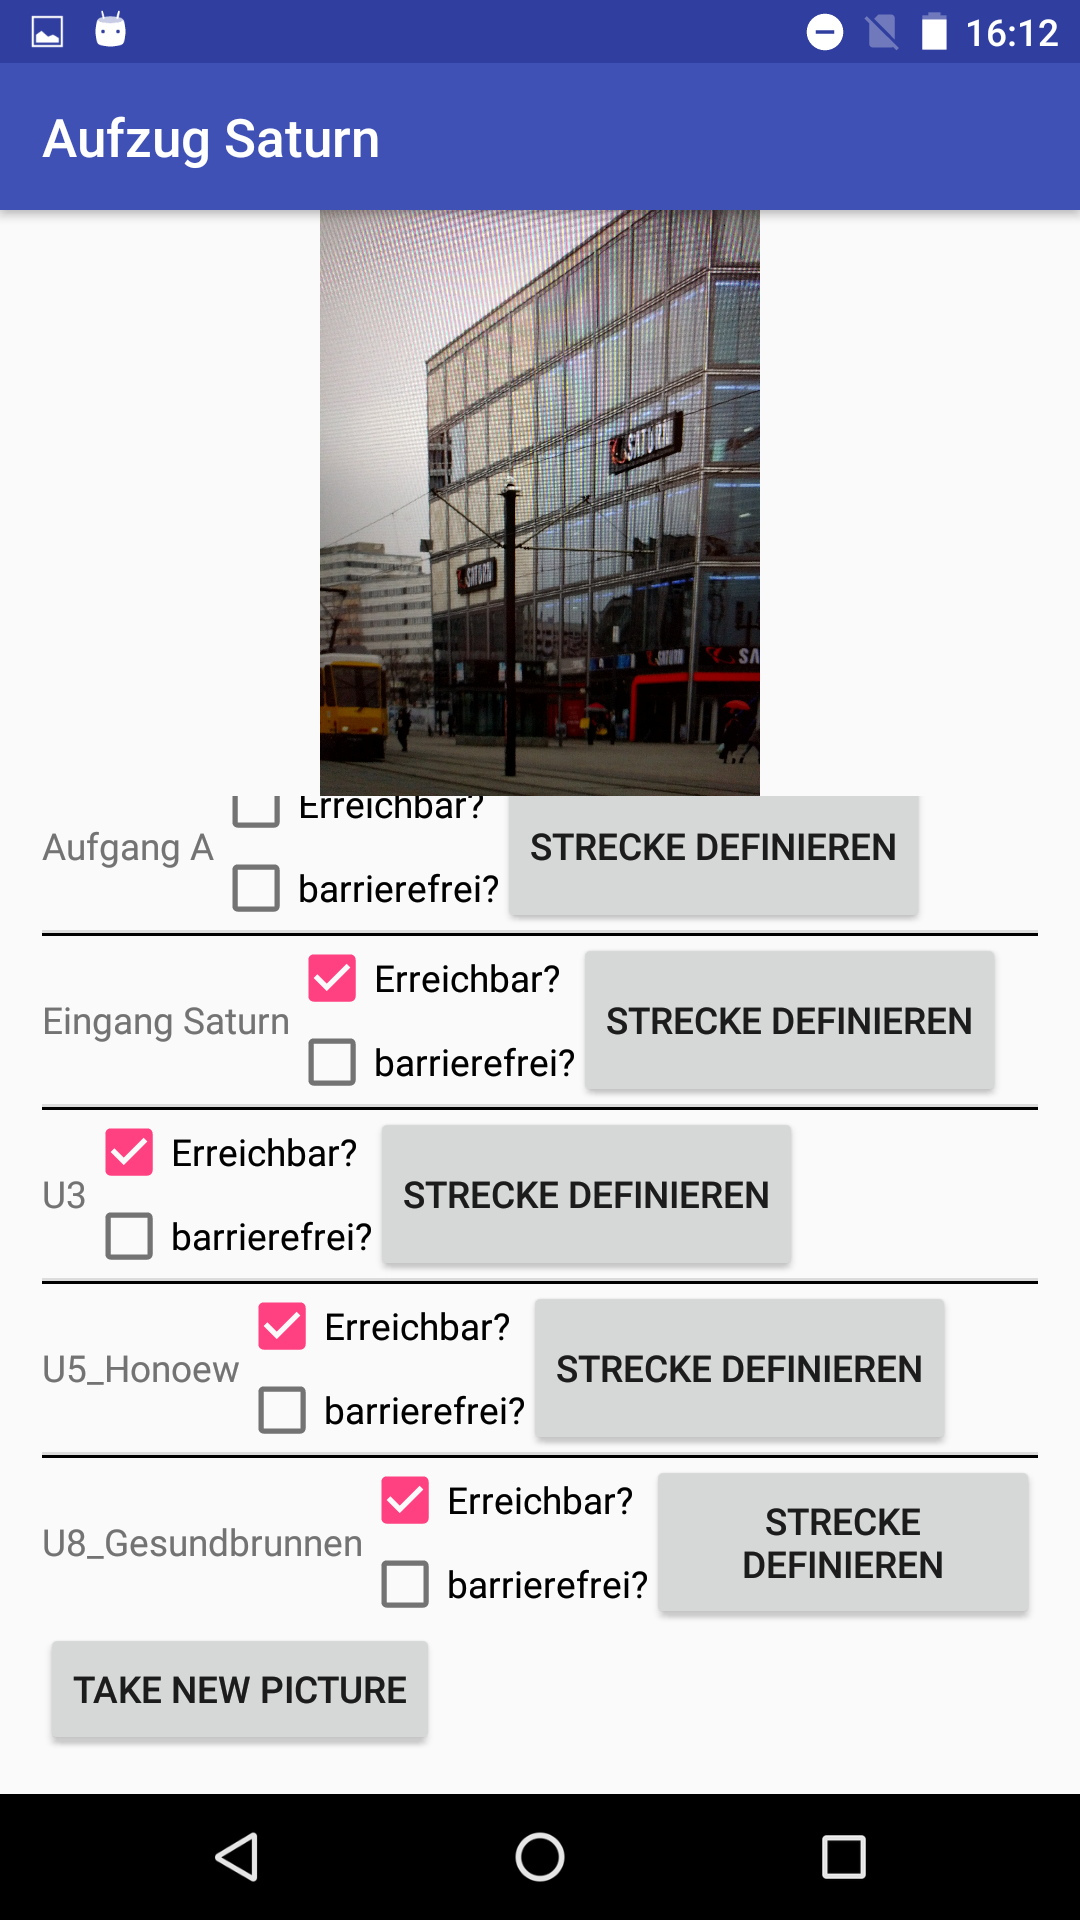 16:12
Aufzug Saturn
SATURN
SATURN
SATURN
SA
Aufgang A
Erreichbar?
barrierefrei?
STRECKE DEFINIEREN
Eingang Saturn
Erreichbar?
barrierefrei?
STRECKE DEFINIEREN
U3
Erreichbar?
barrierefrei?
STRECKE DEFINIEREN
U5_Honoew
Erreichbar?
barrierefrei?
STRECKE DEFINIEREN
U8_Gesundbrunnen
Erreichbar?
barrierefrei?
STRECKE
DEFINIEREN
TAKE NEW PICTURE